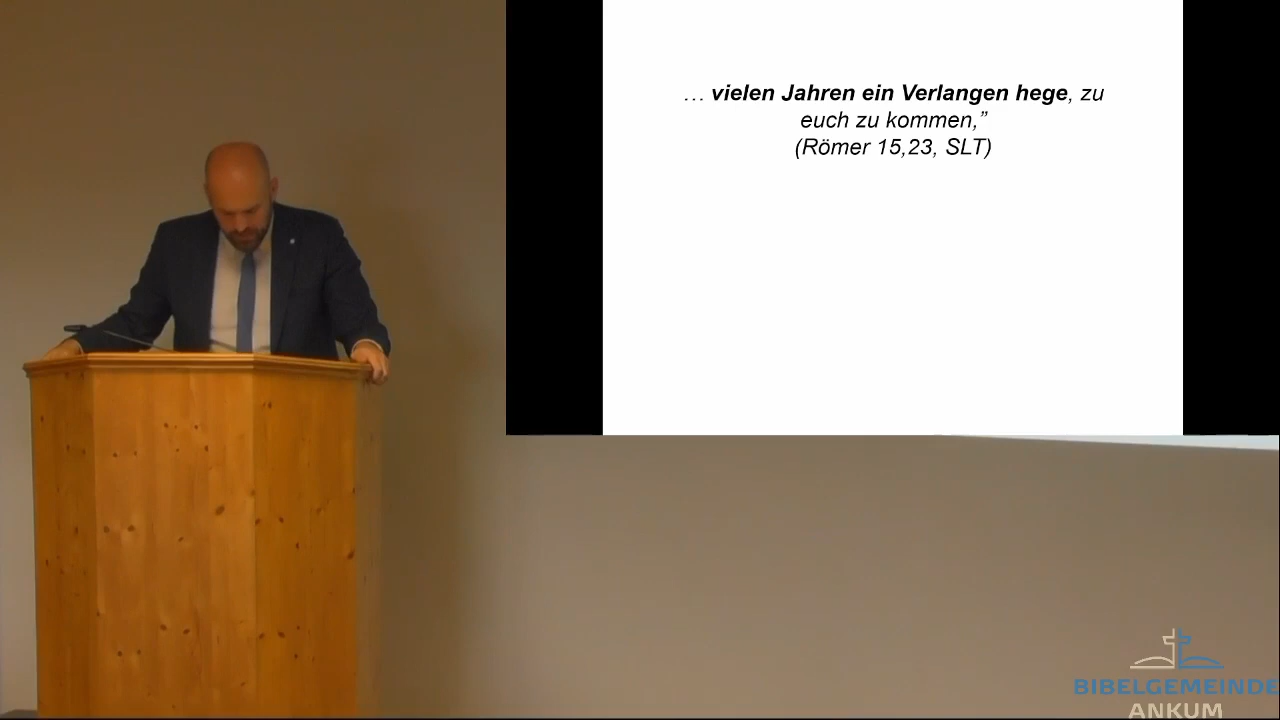 … vielen Jahren ein Verlangen hege, zu
euch zu kommen,”
(Römer 15,23, SLT)
BIBELGEMEINDE
ANKUM